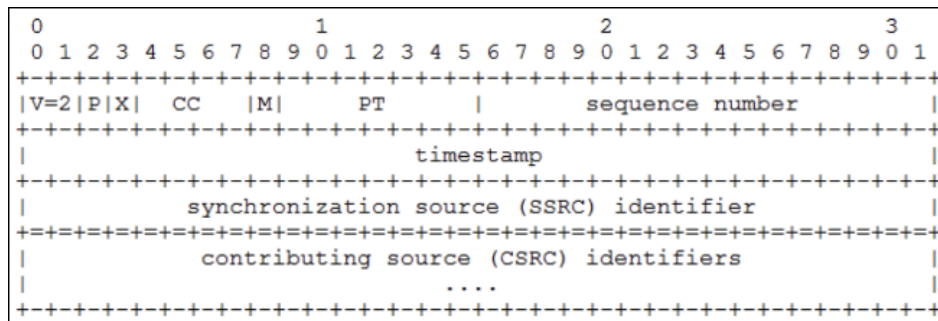 0                   1                   2                   3
0 1 2 3 4 5 6 7 8 9 0 1 2 3 4 5 6 7 8 9 0 1 2 3 4 5 6 7 8 9 0 1
+-+-+-+-+-+-+-+-+-+-+-+-+-+-+-+-+-+-+-+-+-+-+-+-+-+-+-+-+-+-+-+-+
|V=2|P|X|  CC   |M|     PT      |       sequence number         |
+-+-+-+-+-+-+-+-+-+-+-+-+-+-+-+-+-+-+-+-+-+-+-+-+-+-+-+-+-+-+-+-+
|                           timestamp                           |
+-+-+-+-+-+-+-+-+-+-+-+-+-+-+-+-+-+-+-+-+-+-+-+-+-+-+-+-+-+-+-+-+
|           synchronization source (SSRC) identifier            |
+=+=+=+=+=+=+=+=+=+=+=+=+=+=+=+=+=+=+=+=+=+=+=+=+=+=+=+=+=+=+=+=+
|            contributing source (CSRC) identifiers             |
|                             ....                              |
+-+-+-+-+-+-+-+-+-+-+-+-+-+-+-+-+-+-+-+-+-+-+-+-+-+-+-+-+-+-+-+-+